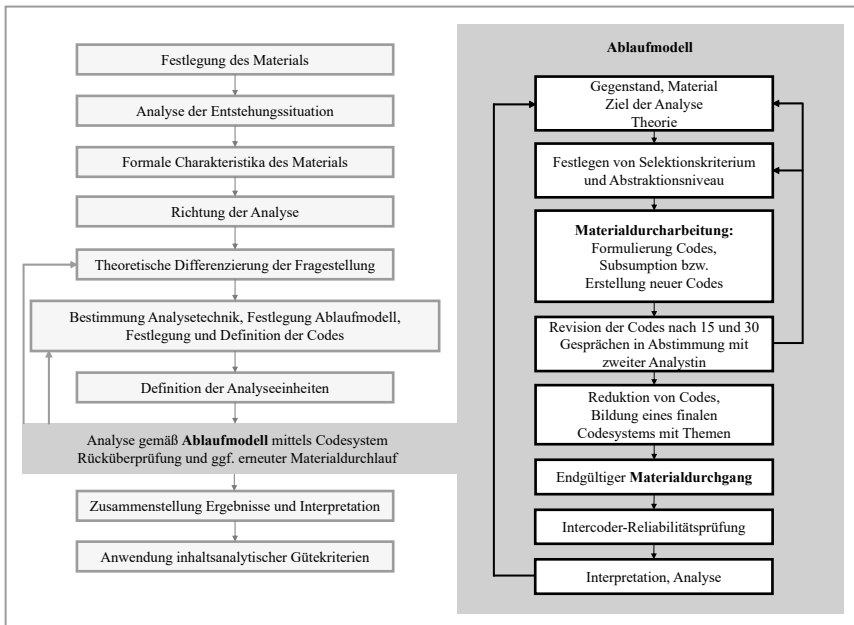 Festlegung des Materials
Analyse der Entstehungssituation
Formale Charakteristika des Materials
Richtung der Analyse
Theoretische Differenzierung der Fragestellung
Bestimmung Analysetechnik, Festlegung Ablaufmodell,
Festlegung und Definition der Codes
Definition der Analyseeinheiten
Analyse gemäß Ablaufmodell mittels Codesystem
Rücküberprüfung und ggf. erneuter Materialdurchlauf
Zusammenstellung Ergebnisse und Interpretation
Anwendung inhaltsanalytischer Gütekriterien
Ablaufmodell
Gegenstand, Material
Ziel der Analyse
Theorie
Festlegen von Selektionskriterium
und Abstraktionsniveau
Materialdurcharbeitung:
Formulierung Codes,
Subsumption bzw.
Erstellung neuer Codes
Revision der Codes nach 15 und 30
Gesprächen in Abstimmung mit
zweiter Analystin
Reduktion von Codes,
Bildung eines finalen
Codesystems mit Themen
Endgültiger Materialdurchgang
Intercoder-Reliabilitätsprüfung
Interpretation, Analyse